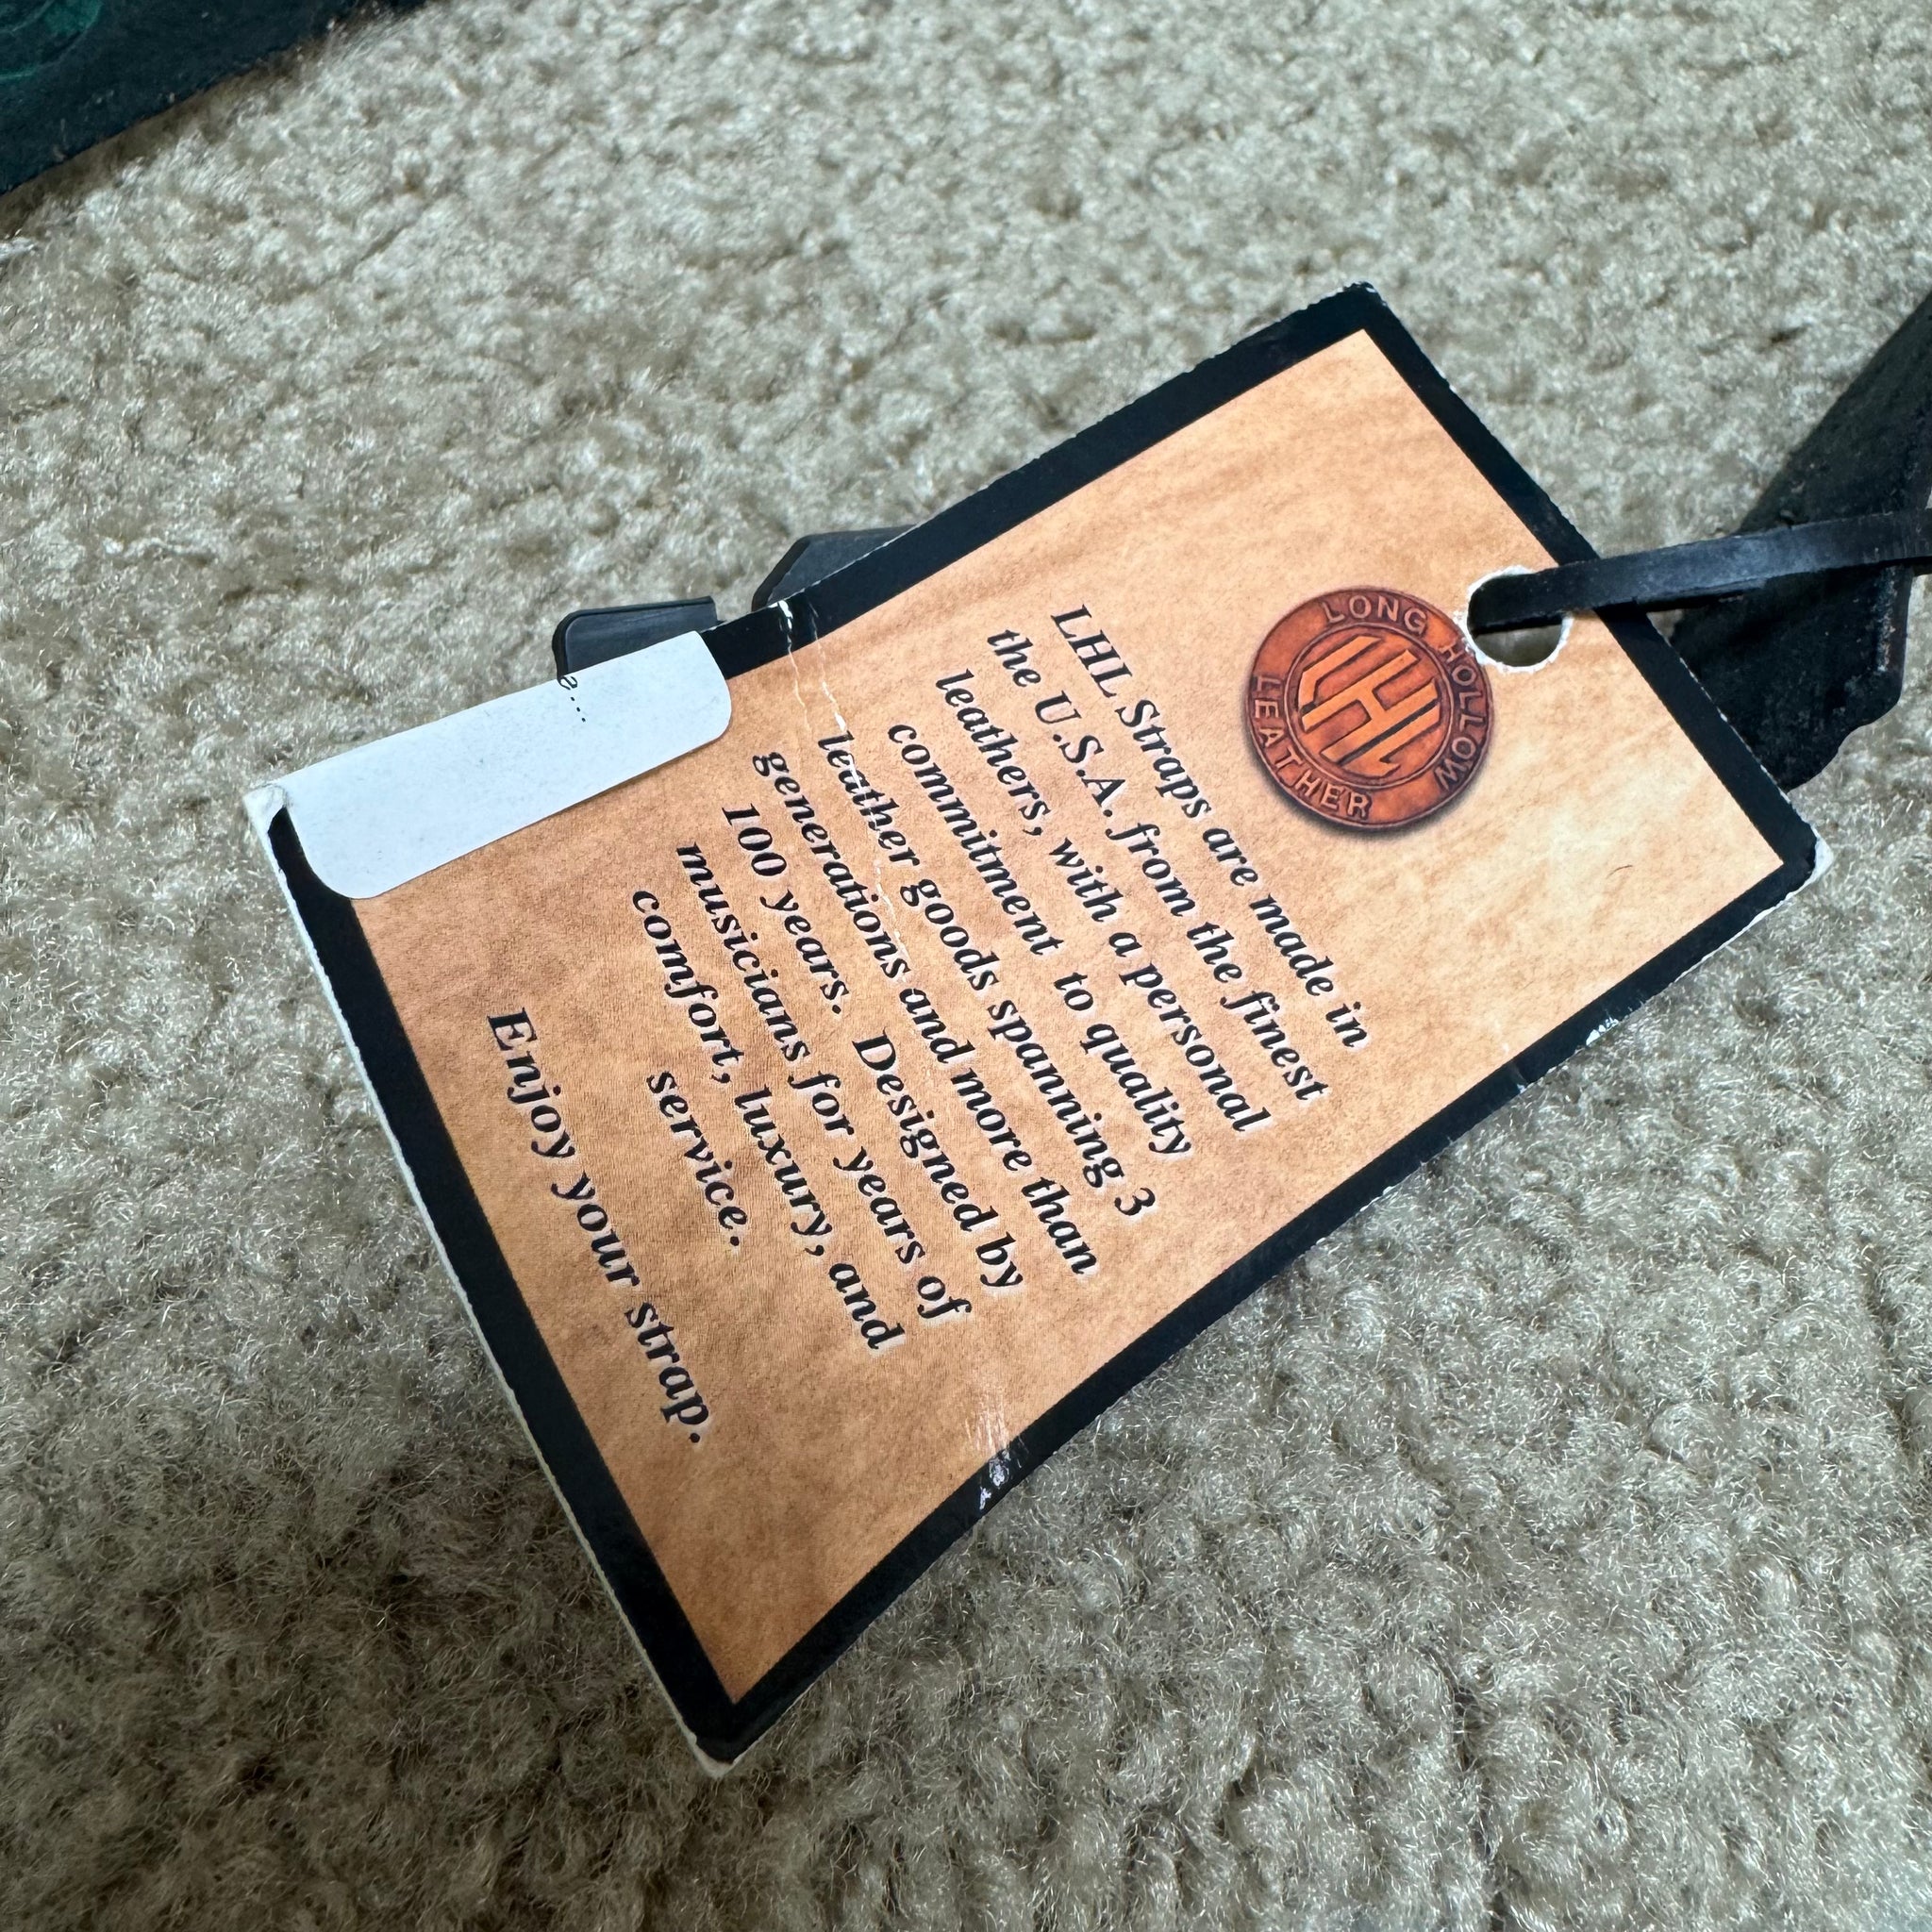 LONG HOLLOW
LHL
LEATHER
LHL Straps are made in
the U.S.A. from the finest
leathers, with a personal
commitment to quality
leather goods spanning 3
generations and more than
100 years. Designed by
musicians for years of
comfort, luxury, and
service.
Enjoy your strap.
e...